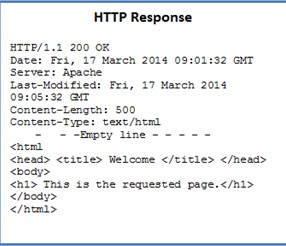 HTTP Response
HTTP/1.1 200 OK
Date: Fri, 17 March 2014 09:01:32 GMT
Server: Apache
Last-Modified: Fri, 17 March 2014
09:05:32 GMT
Content-Length: 500
Content-Type: text/html
- - -Empty line - - - - -
<html
<head> <title> Welcome </title> </head>
<body>
<h1> This is the requested page.</h1>
</body>
</html>